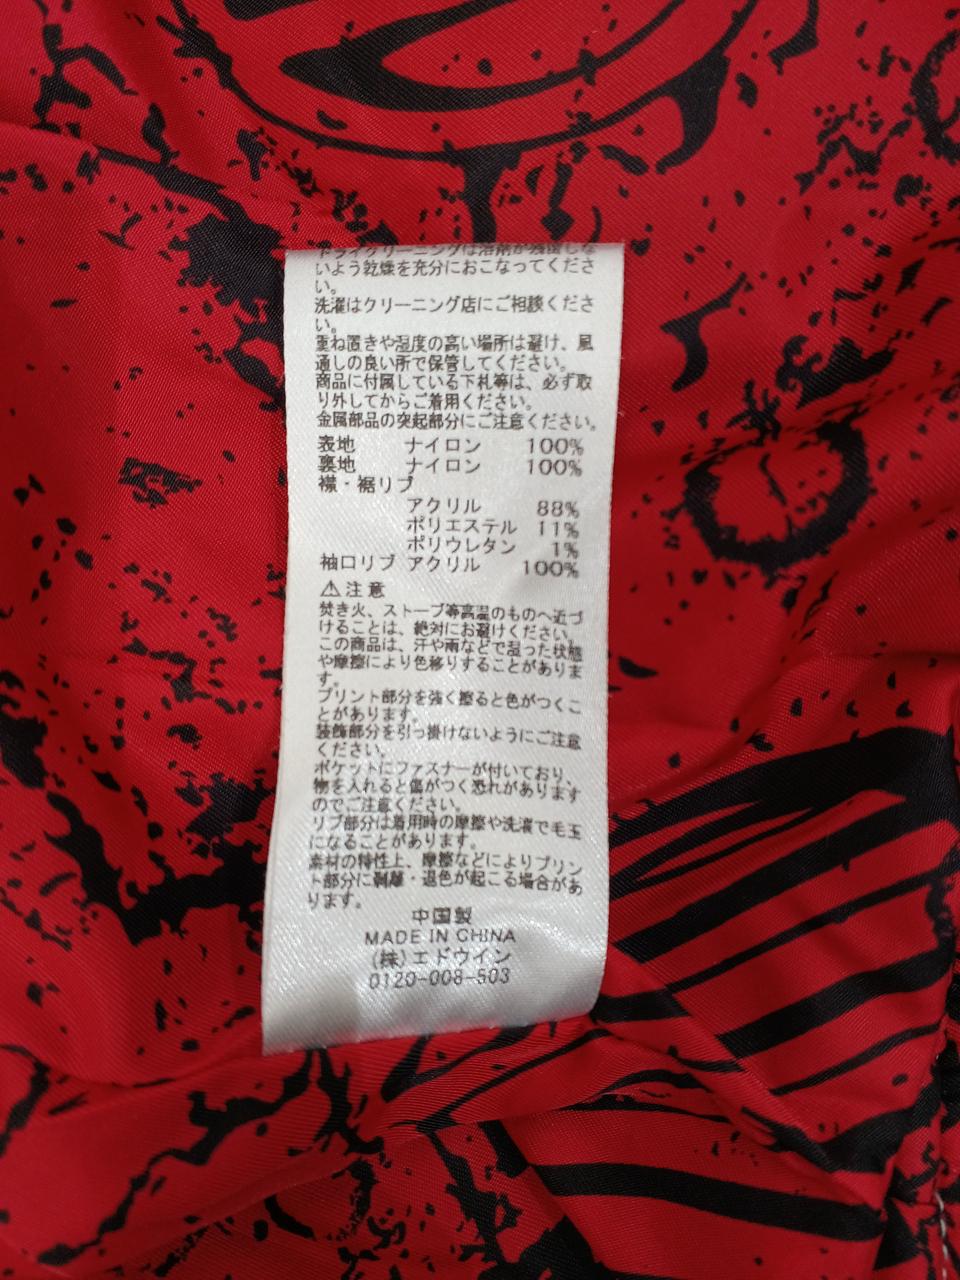 ドライクリーニングは溶剤が残留しな
いよう乾燥を充分におこなってくださ
い。
洗濯はクリーニング店にご相談くださ
い。
重ね置きや湿度の高い場所は避け、風
通しの良い所で保管してください。
商品に付属している下札等は、必ず取
り外してからご着用ください。
金属部品の突起部分にご注意ください。
表地 ナイロン 100%
裏地 ナイロン 100%
襟・裾リブ
アクリル 88%
ポリエステル 11%
ポリウレタン 1%
袖口リブ アクリル 100%
⚠注意
焚き火、ストーブ等高温のものへ近づ
けることは、絶対にお避けください。
この商品は、汗や雨などで湿った状態
や摩擦により色移りすることがありま
す。
プリント部分を強く擦ると色がつくこ
とがあります。
装飾部分を引っ掛けないようにご注意
ください。
ポケットにファスナーが付いており、
物を入れると傷がつく恐れがあります
のでご注意ください。
リブ部分は着用時の摩擦や洗濯で毛玉
になることがあります。
素材の特性上、摩擦などによりプリン
ト部分に剥離・退色が起こる場合があ
ります。
中国製
MADE IN CHINA
(株)エドウイン
0120-008-503